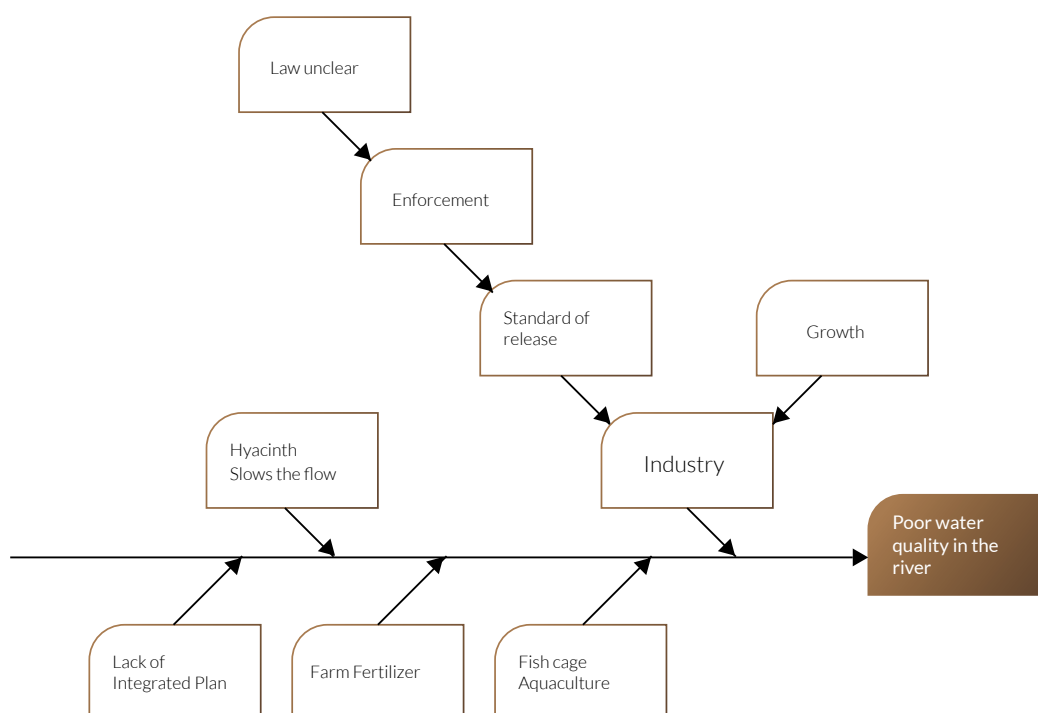 Law unclear
Enforcement
Standard of
release
Growth
Hyacinth
Slows the flow
Industry
Poor water
quality in the
river
Lack of
Integrated Plan
Farm Fertilizer
Fish cage
Aquaculture